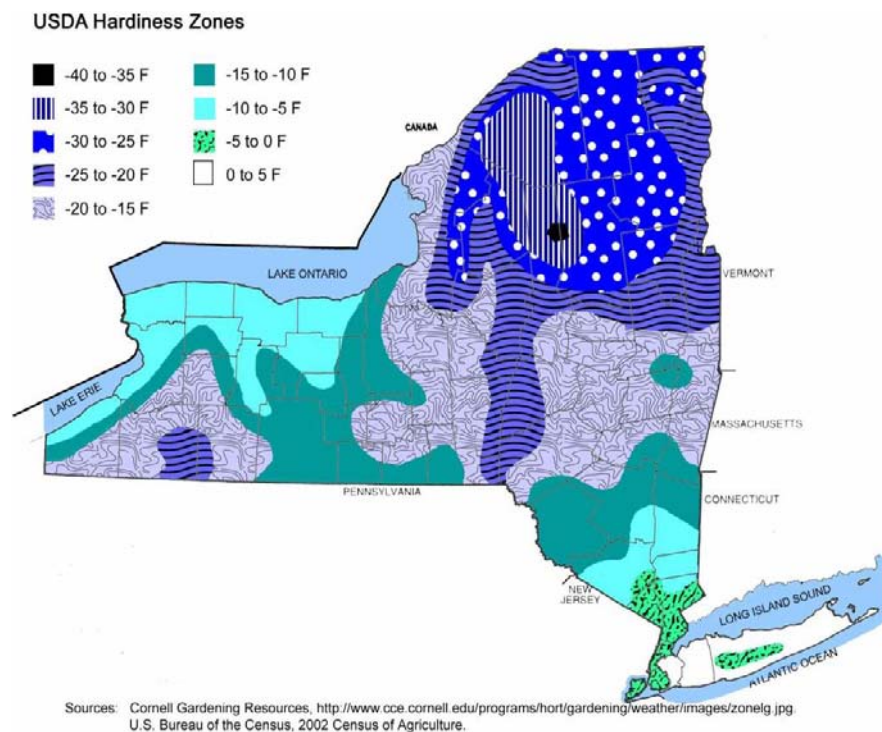 USDA Hardiness Zones
-40 to -35 F
-35 to -30 F
-30 to -25 F
-25 to -20 F
-20 to -15 F
-15 to -10 F
-10 to -5 F
-5 to 0 F
0 to 5 F
CANADA
LAKE ONTARIO
VERMONT
LAKE ERIE
MASSACHUSETTS
PENNSYLVANIA
CONNECTICUT
NEW
JERSEY
LONG ISLAND SOUND
ATLANTIC OCEAN
Sources: Cornell Gardening Resources, http://www.cce.cornell.edu/programs/hort/gardening/weather/images/zonelg.jpg.
U.S. Bureau of the Census, 2002 Census of Agriculture.